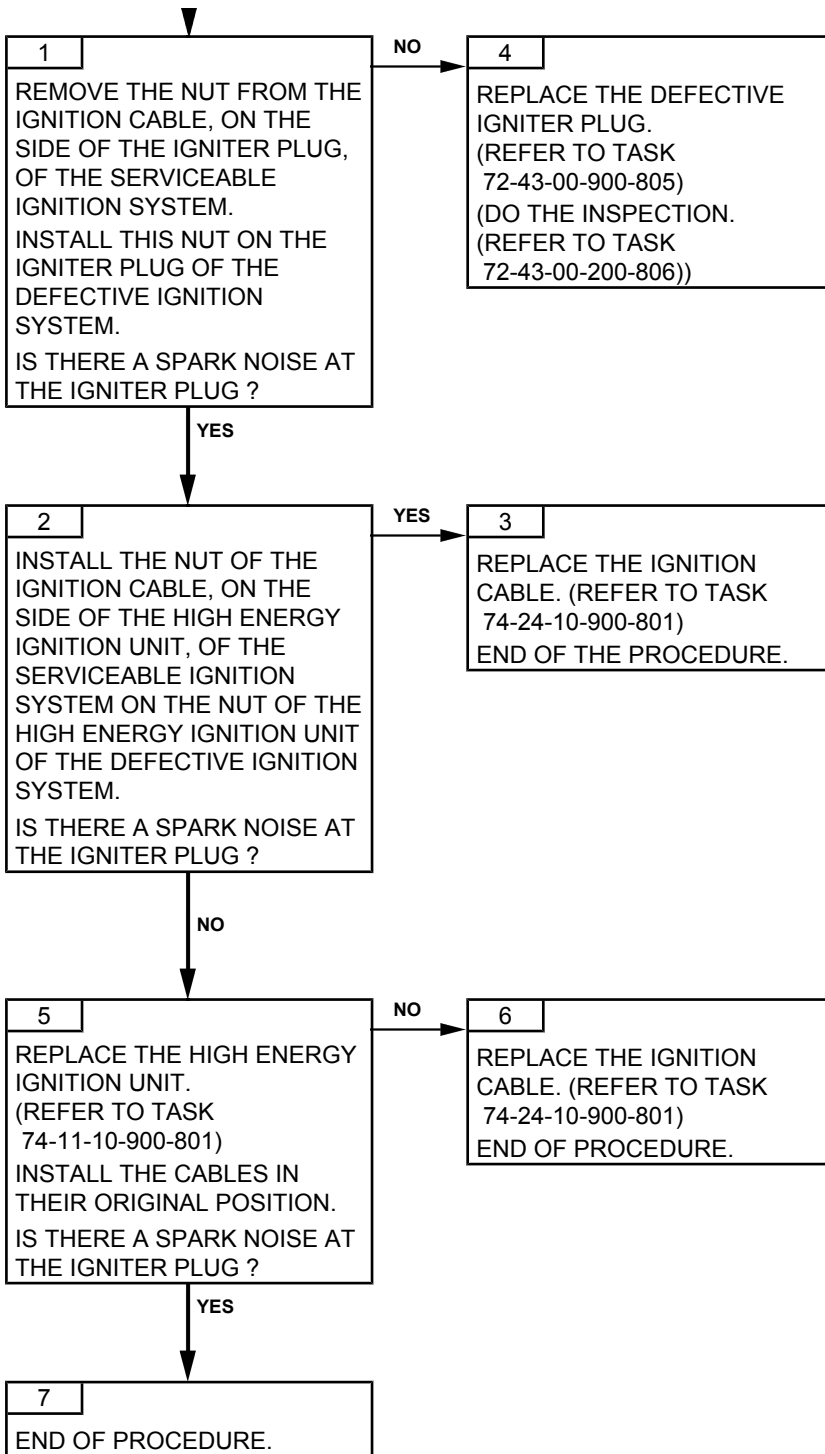 1
REMOVE THE NUT FROM THE
IGNITION CABLE, ON THE
SIDE OF THE IGNITER PLUG,
OF THE SERVICEABLE
IGNITION SYSTEM.
INSTALL THIS NUT ON THE
IGNITER PLUG OF THE
DEFECTIVE IGNITION
SYSTEM.
IS THERE A SPARK NOISE AT
THE IGNITER PLUG ?
NO
4
REPLACE THE DEFECTIVE
IGNITER PLUG.
(REFER TO TASK
72-43-00-900-805)
(DO THE INSPECTION.
(REFER TO TASK
72-43-00-200-806))
YES
2
INSTALL THE NUT OF THE
IGNITION CABLE, ON THE
SIDE OF THE HIGH ENERGY
IGNITION UNIT, OF THE
SERVICEABLE IGNITION
SYSTEM ON THE NUT OF THE
HIGH ENERGY IGNITION UNIT
OF THE DEFECTIVE IGNITION
SYSTEM.
IS THERE A SPARK NOISE AT
THE IGNITER PLUG ?
YES
3
REPLACE THE IGNITION
CABLE. (REFER TO TASK
74-24-10-900-801)
END OF THE PROCEDURE.
NO
5
REPLACE THE HIGH ENERGY
IGNITION UNIT.
(REFER TO TASK
74-11-10-900-801)
INSTALL THE CABLES IN
THEIR ORIGINAL POSITION.
IS THERE A SPARK NOISE AT
THE IGNITER PLUG ?
NO
6
REPLACE THE IGNITION
CABLE. (REFER TO TASK
74-24-10-900-801)
END OF PROCEDURE.
YES
7
END OF PROCEDURE.